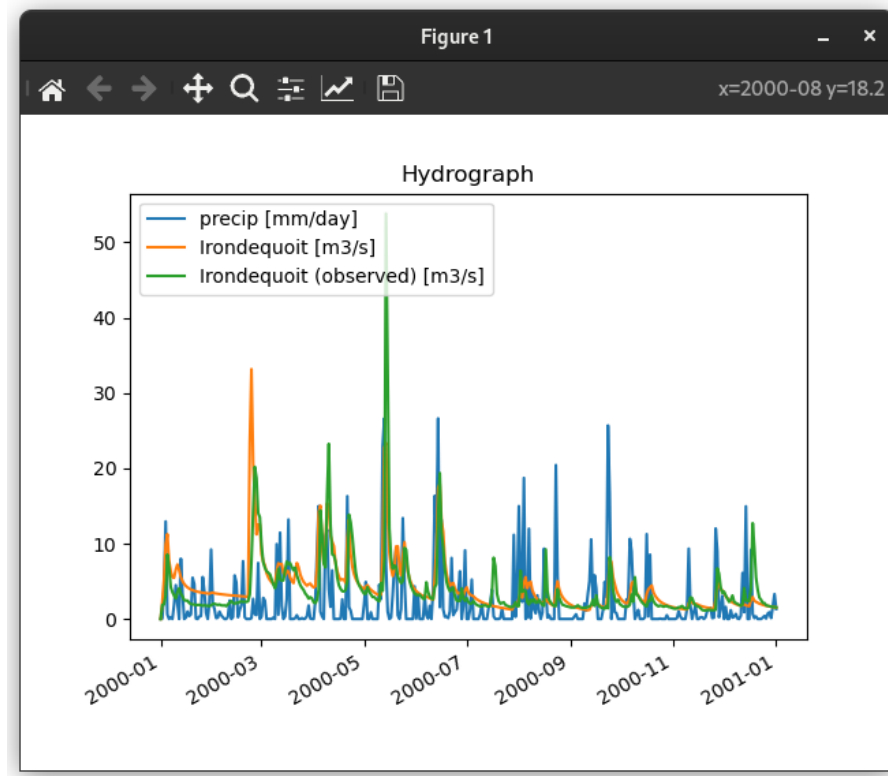 Figure 1
x=2000-08 y=18.2
Hydrograph
precip [mm/day]
Irondequoit [m3/s]
Irondequoit (observed) [m3/s]
50
40
30
20
10
0
2000-01
2000-03
2000-05
2000-07
2000-09
2000-11
2001-01